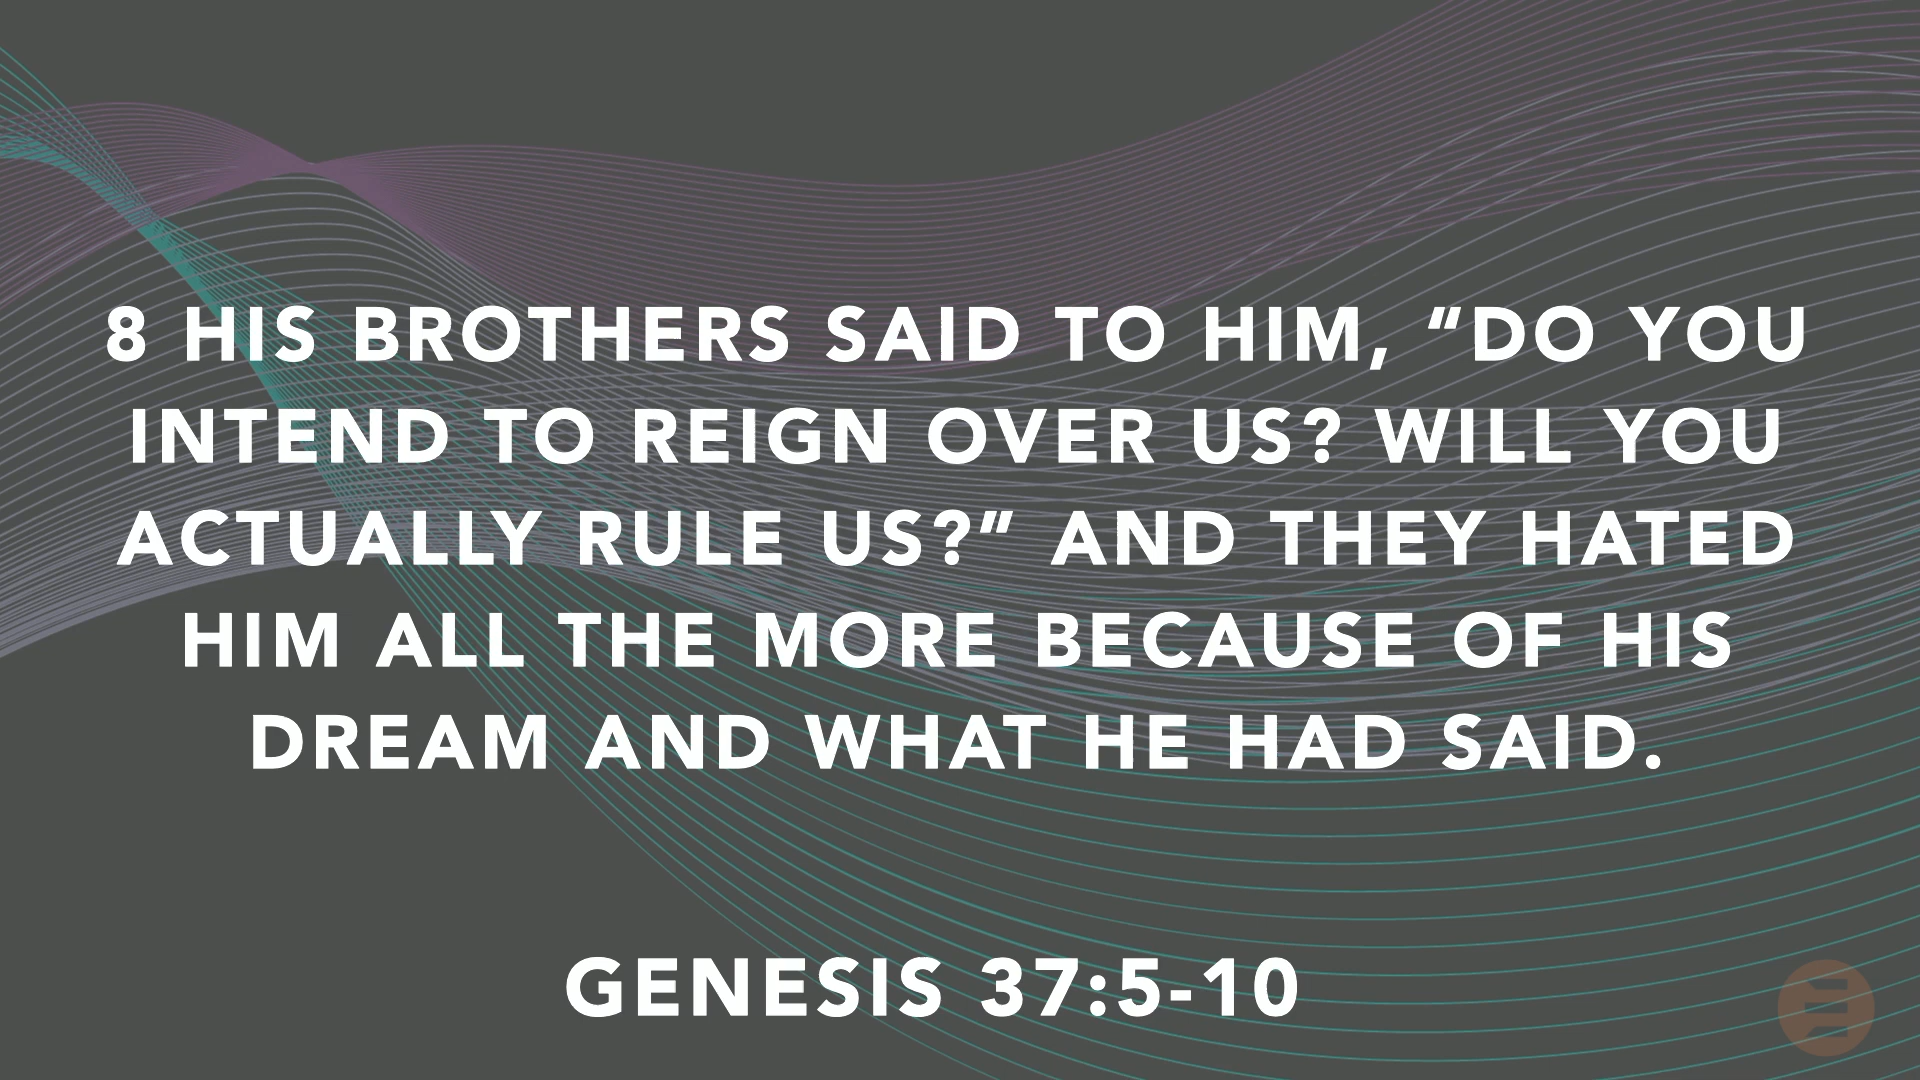 8 HIS BROTHERS SAID TO HIM, “DO YOU
INTEND TO REIGN OVER US? WILL YOU
ACTUALLY RULE US?” AND THEY HATED
HIM ALL THE MORE BECAUSE OF HIS
DREAM AND WHAT HE HAD SAID.
GENESIS 37:5-10